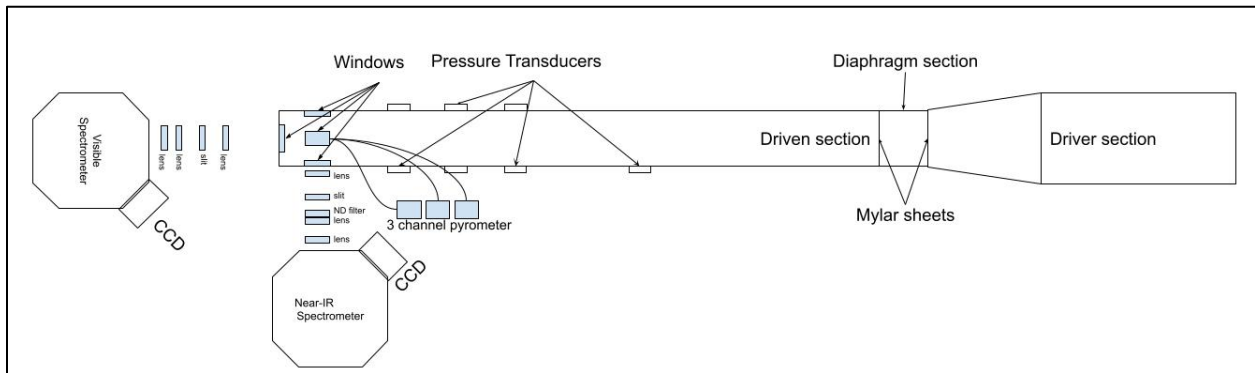 Windows
Pressure Transducers
Diaphragm section
Visible
Spectrometer
lens
lens
slit
lens
CCD
Driven section
Driver section
Mylar sheets
lens
slit
ND filter
lens
lens
3 channel pyrometer
CCD
Near-IR
Spectrometer